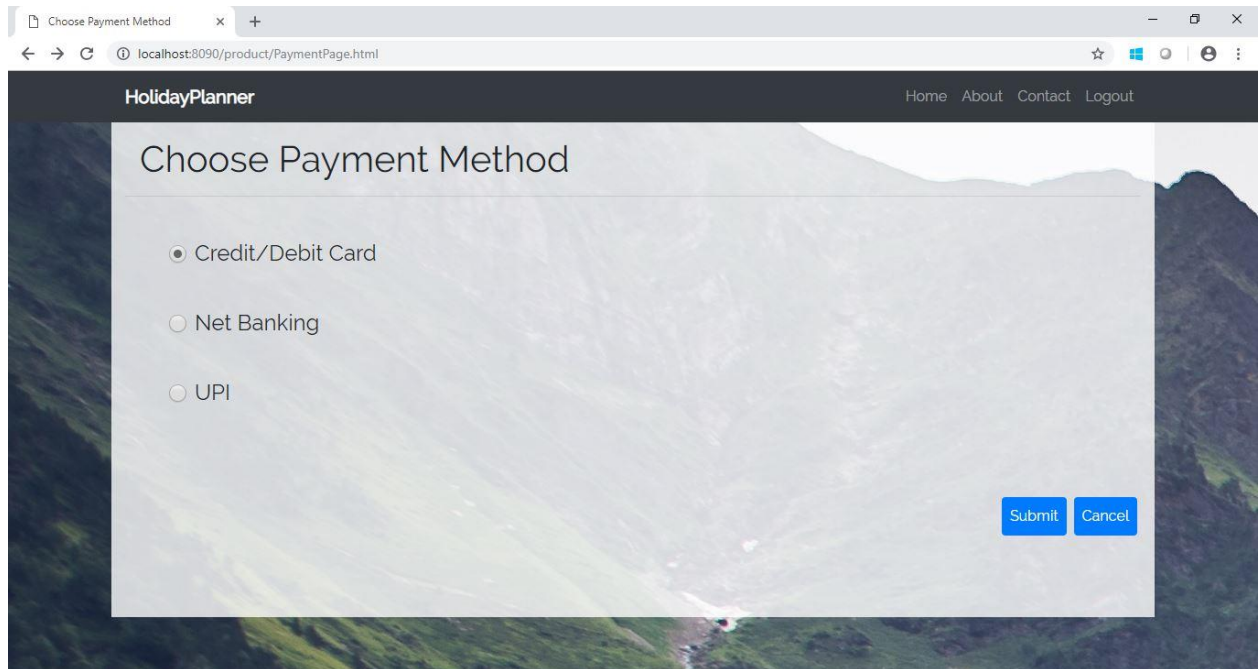 Choose Payment Method
localhost:8090/product/PaymentPage.html
HolidayPlanner Home About Contact Logout
Choose Payment Method
Credit/Debit Card
Net Banking
UPI
Submit Cancel